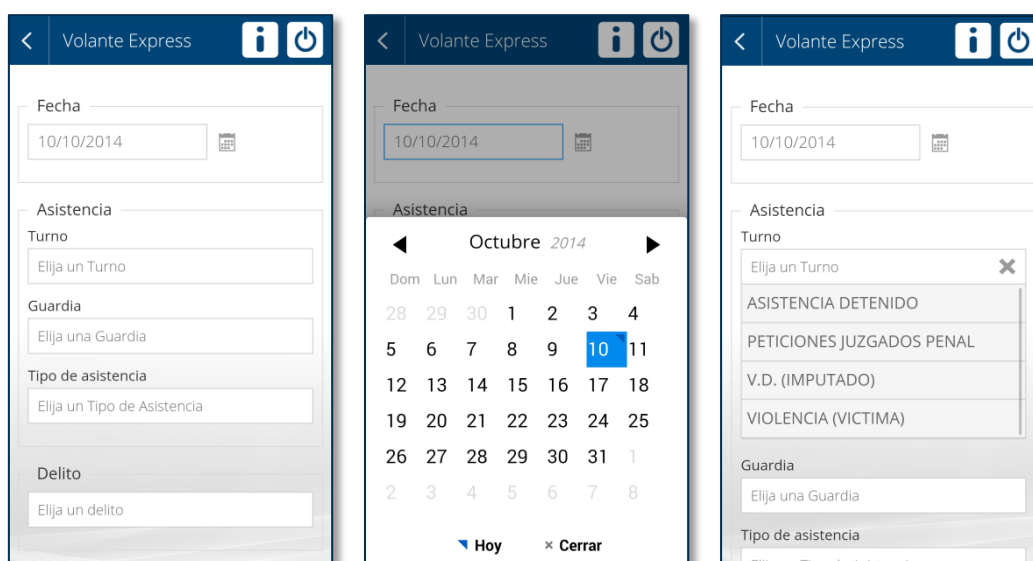 Volante Express
Fecha
10/10/2014
Asistencia
Turno
Elija un Turno
Guardia
Elija una Guardia
Tipo de asistencia
Elija un Tipo de Asistencia
Delito
Elija un delito
Volante Express
Fecha
10/10/2014
Asistencia
Octubre 2014
Dom Lun Mar Mie Jue Vie Sab
28 29 30 1 2 3 4
5 6 7 8 9 10 11
12 13 14 15 16 17 18
19 20 21 22 23 24 25
26 27 28 29 30 31 1
2 3 4 5 6 7 8
Hoy × Cerrar
Volante Express
Fecha
10/10/2014
Asistencia
Turno
Elija un Turno
ASISTENCIA DETENIDO
PETICIONES JUZGADOS PENAL
V.D. (IMPUTADO)
VIOLENCIA (VICTIMA)
Guardia
Elija una Guardia
Tipo de asistencia